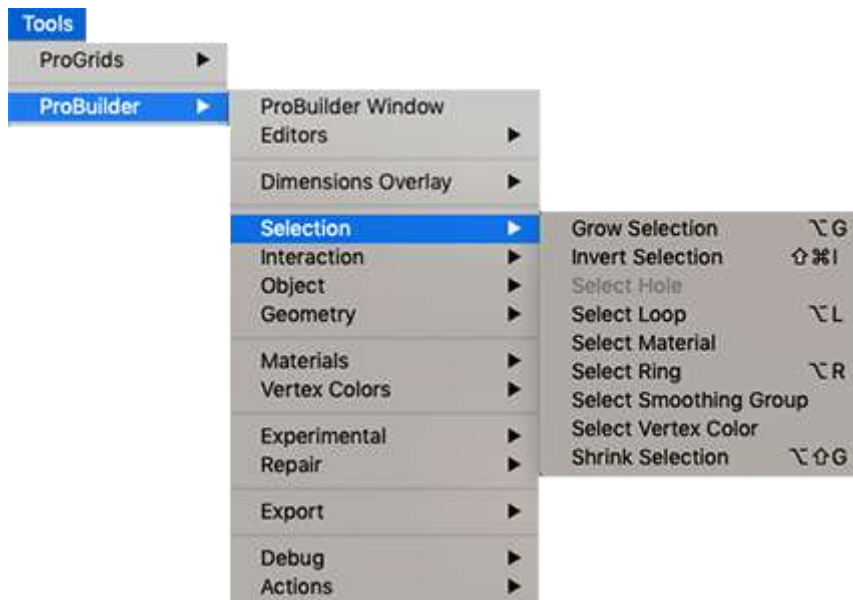 Tools
ProGrids ▶
ProBuilder ▶
ProBuilder Window
Editors ▶
Dimensions Overlay ▶
Selection ▶
Interaction ▶
Object ▶
Geometry ▶
Materials ▶
Vertex Colors ▶
Experimental ▶
Repair ▶
Export ▶
Debug ▶
Actions ▶
Grow Selection ⌥G
Invert Selection ⇧⌘I
Select Hole
Select Loop ⌥L
Select Material
Select Ring ⌥R
Select Smoothing Group
Select Vertex Color
Shrink Selection ⌥⇧G